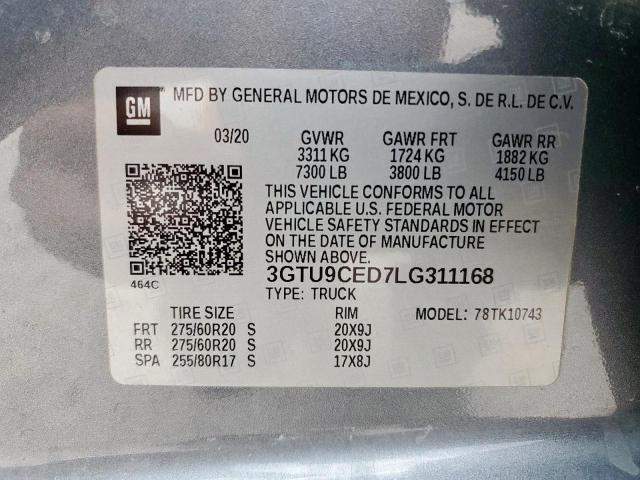 GM
MFD BY GENERAL MOTORS DE MEXICO, S. DE R.L. DE C.V.
03/20 GVWR GAWR FRT GAWR RR
3311 KG 1724 KG 1882 KG
7300 LB 3800 LB 4150 LB
THIS VEHICLE CONFORMS TO ALL
APPLICABLE U.S. FEDERAL MOTOR
VEHICLE SAFETY STANDARDS IN EFFECT
ON THE DATE OF MANUFACTURE
SHOWN ABOVE.
464C
3GTU9CED7LG311168
TYPE: TRUCK
TIRE SIZE RIM MODEL: 78TK10743
FRT 275/60R20 S 20X9J
RR 275/60R20 S 20X9J
SPA 255/80R17 S 17X8J